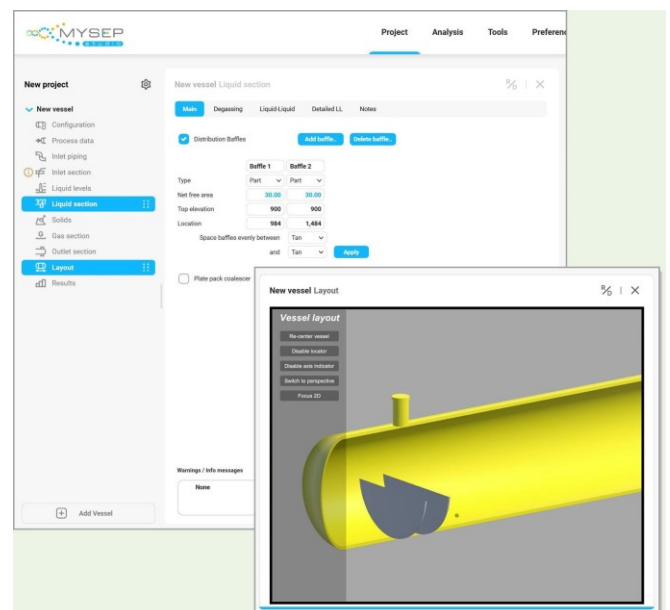 MYSEP
STUDIO
Project Analysis Tools Preferen
New project
New vessel
Configuration
Process data
Inlet piping
Inlet section
Liquid levels
Liquid section
Solids
Gas section
Outlet section
Layout
Results
Add Vessel
New vessel Liquid section
Main Degassing Liquid-Liquid Detailed LL Notes
Distribution Baffles Add baffle.. Delete baffle..
Baffle 1 Baffle 2
Type Part Part
Net free area 30.00 30.00
Top elevation 900 900
Location 984 1,484
Space baffles evenly between Tan
and Tan Apply
Plate pack coalescer
Warnings / Info messages
None
New vessel Layout
Vessel layout
Re-center vessel
Disable locator
Disable axis indicator
Switch to perspective
Focus 2D